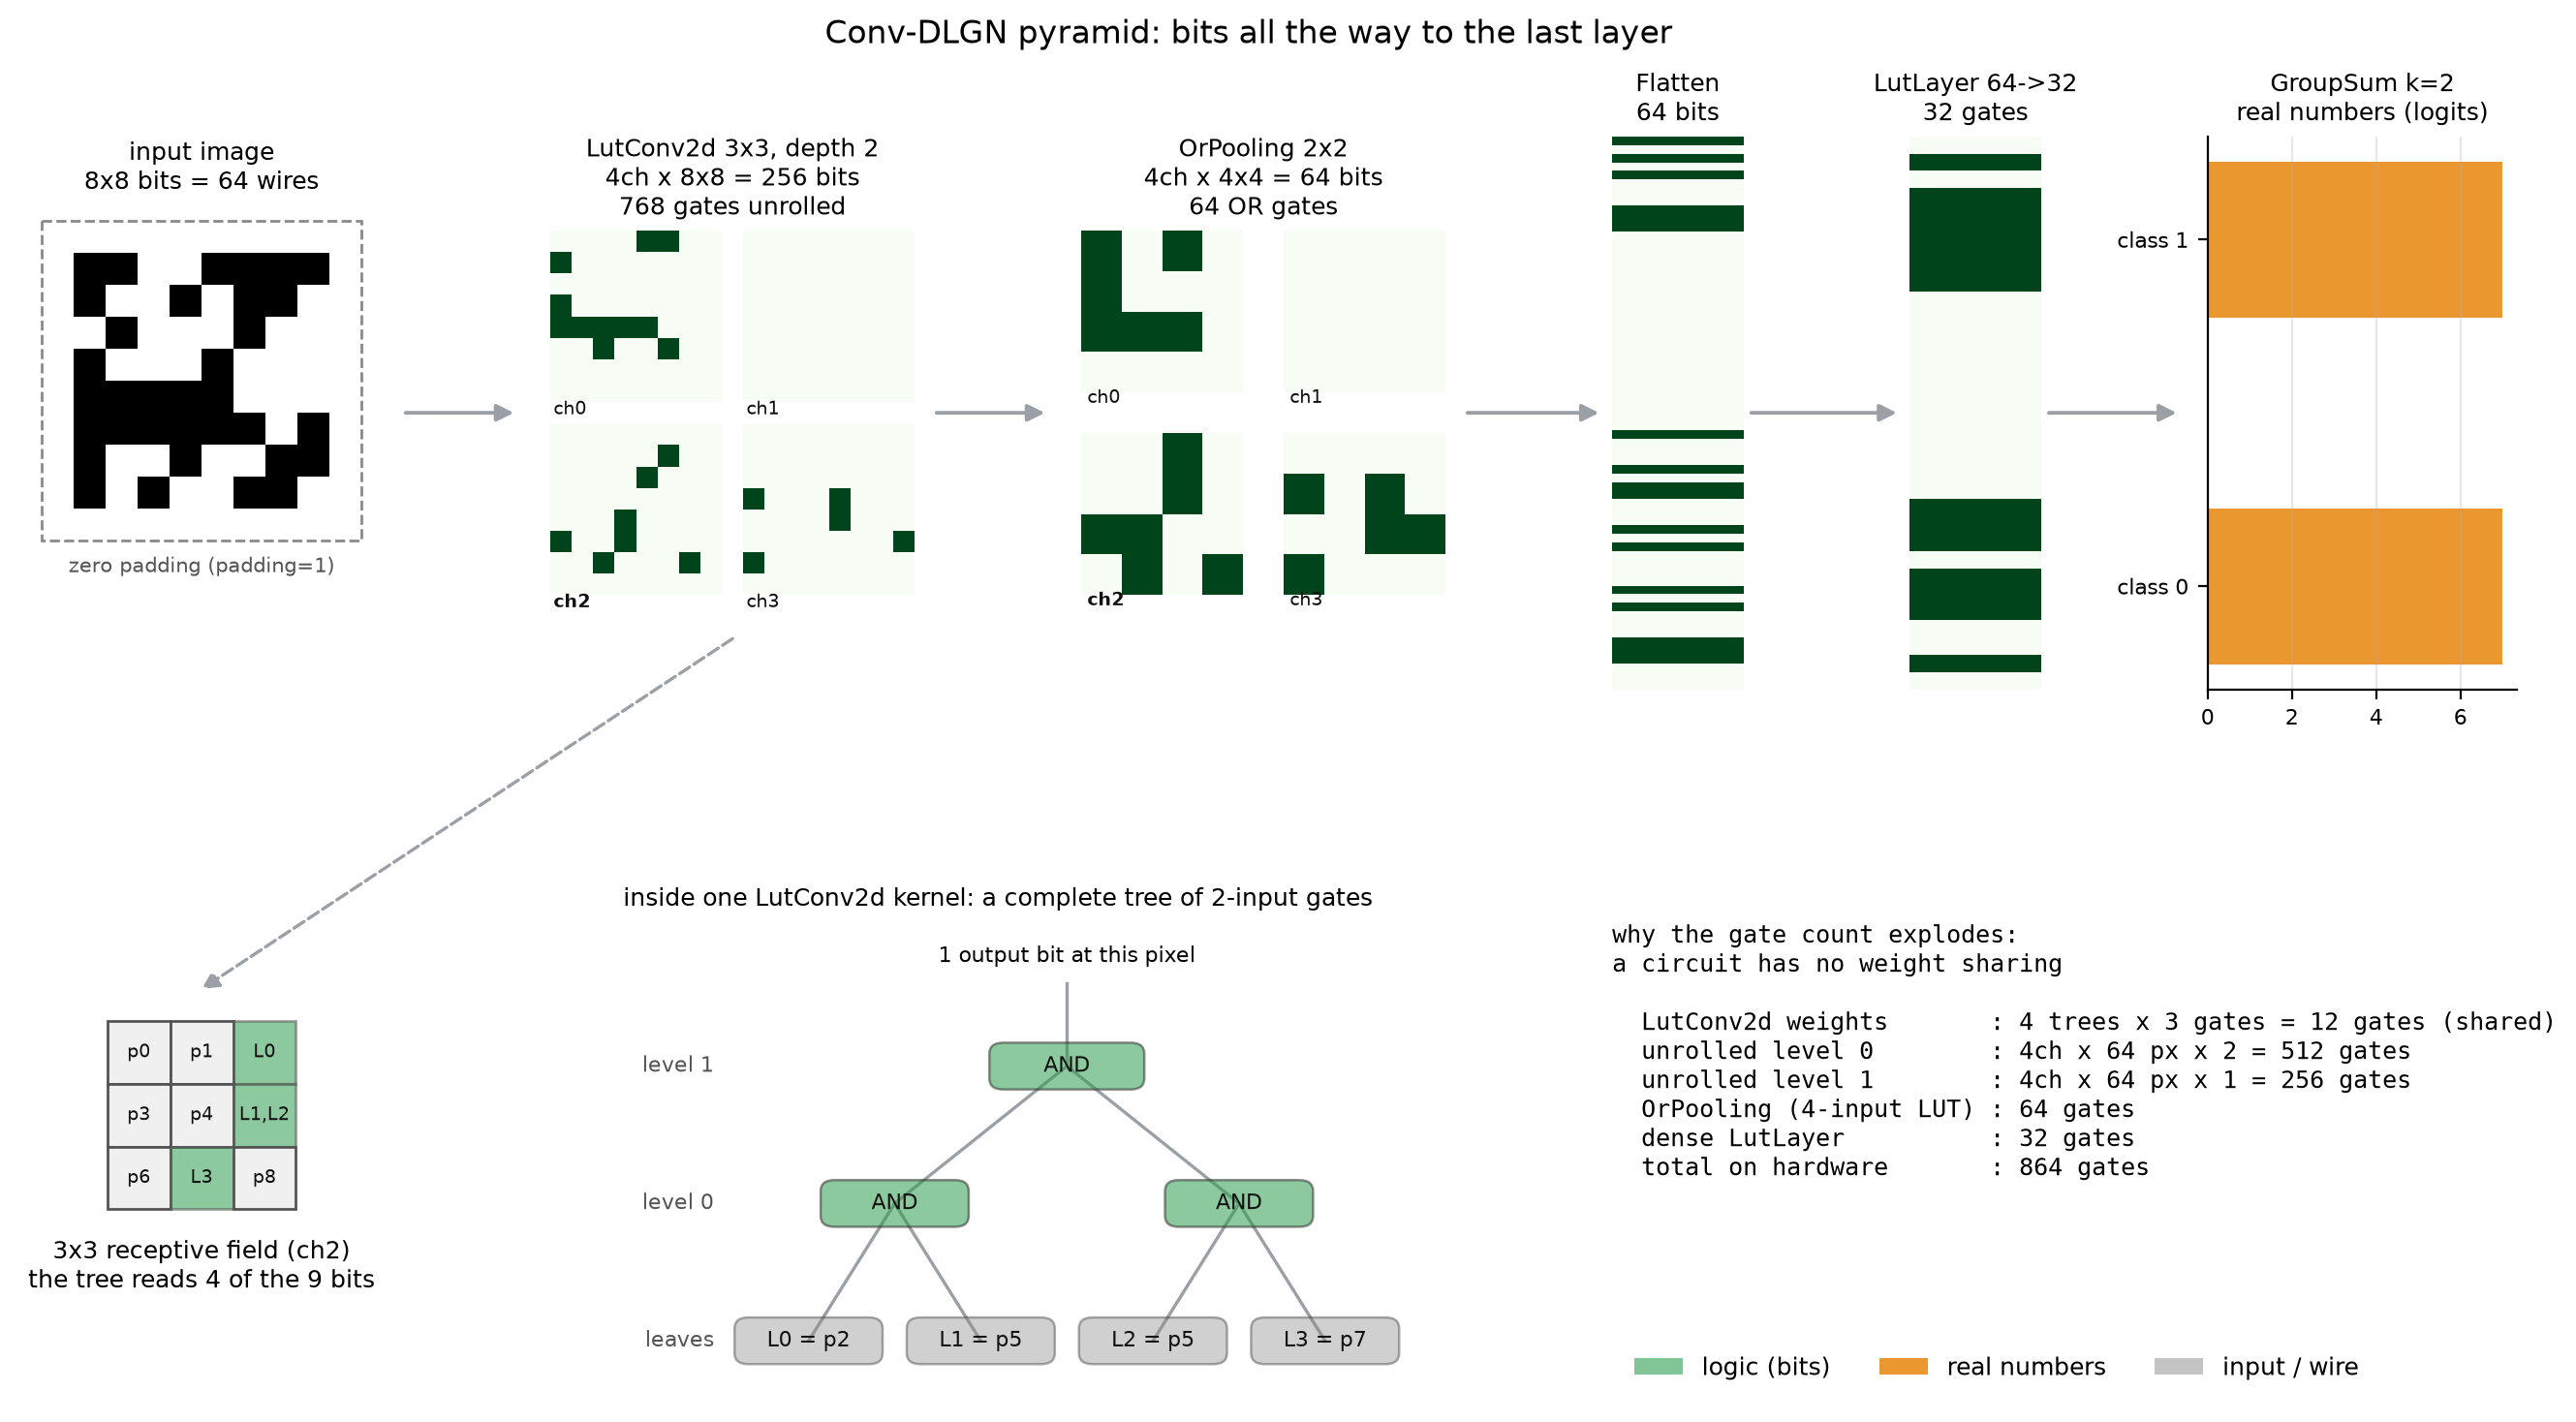 Conv-DLGN pyramid: bits all the way to the last layer
input image
8x8 bits = 64 wires
zero padding (padding=1)
LutConv2d 3x3, depth 2
4ch x 8x8 = 256 bits
768 gates unrolled
ch0
ch1
ch2
ch3
OrPooling 2x2
4ch x 4x4 = 64 bits
64 OR gates
ch0
ch1
ch2
ch3
Flatten
64 bits
LutLayer 64->32
32 gates
GroupSum k=2
real numbers (logits)
class 1
class 0
0 2 4 6
p0 p1 L0
p3 p4 L1,L2
p6 L3 p8
3x3 receptive field (ch2)
the tree reads 4 of the 9 bits
inside one LutConv2d kernel: a complete tree of 2-input gates
1 output bit at this pixel
level 1
AND
level 0
AND AND
leaves
L0 = p2 L1 = p5 L2 = p5 L3 = p7
why the gate count explodes:
a circuit has no weight sharing
LutConv2d weights : 4 trees x 3 gates = 12 gates (shared)
unrolled level 0 : 4ch x 64 px x 2 = 512 gates
unrolled level 1 : 4ch x 64 px x 1 = 256 gates
OrPooling (4-input LUT) : 64 gates
dense LutLayer : 32 gates
total on hardware : 864 gates
logic (bits) real numbers input / wire